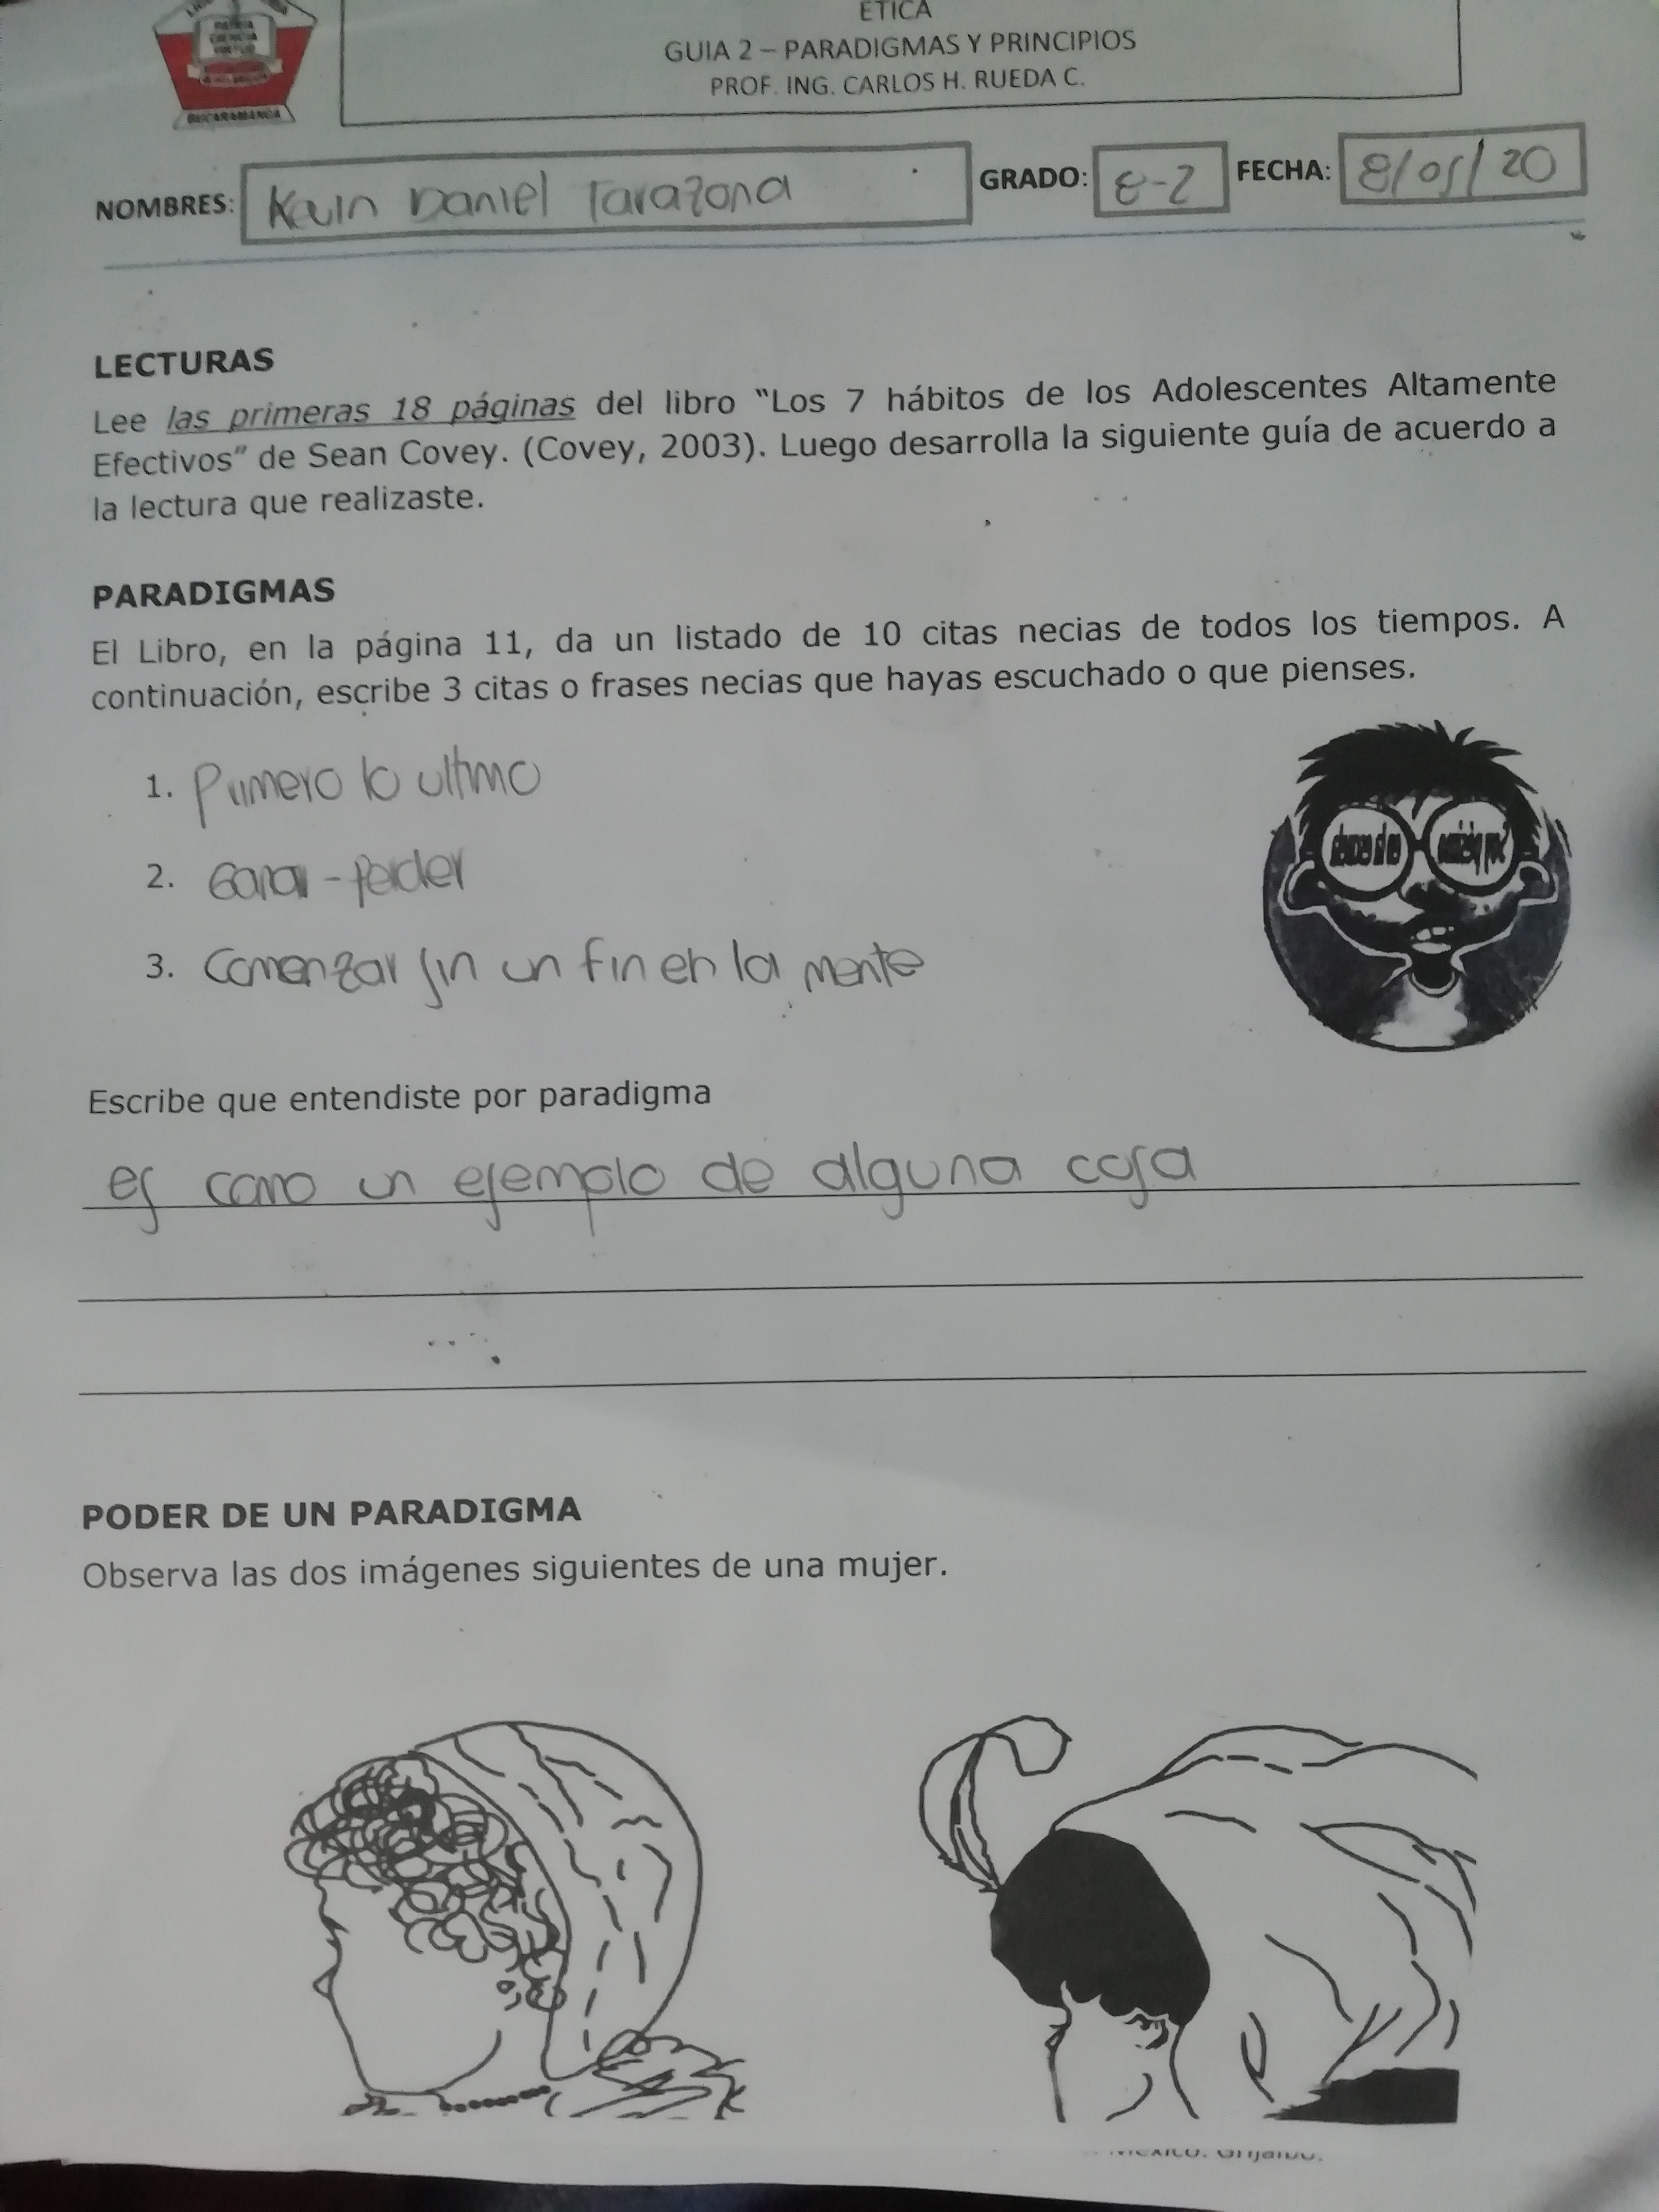 ETICA
GUIA 2 – PARADIGMAS Y PRINCIPIOS
PROF. ING. CARLOS H. RUEDA C.
BUCARAMANGA
NOMBRES: Kevin Daniel Tarazona GRADO: 8-2 FECHA: 8/05/20
LECTURAS
Lee las primeras 18 páginas del libro “Los 7 hábitos de los Adolescentes Altamente
Efectivos” de Sean Covey. (Covey, 2003). Luego desarrolla la siguiente guía de acuerdo a
la lectura que realizaste.
PARADIGMAS
El Libro, en la página 11, da un listado de 10 citas necias de todos los tiempos. A
continuación, escribe 3 citas o frases necias que hayas escuchado o que pienses.
1. Primero lo ultimo
2. Ganar - perder
3. Comenzar sin un fin en la mente
Escribe que entendiste por paradigma
es como un ejemplo de alguna cosa
PODER DE UN PARADIGMA
Observa las dos imágenes siguientes de una mujer.
México: Grijalbo.